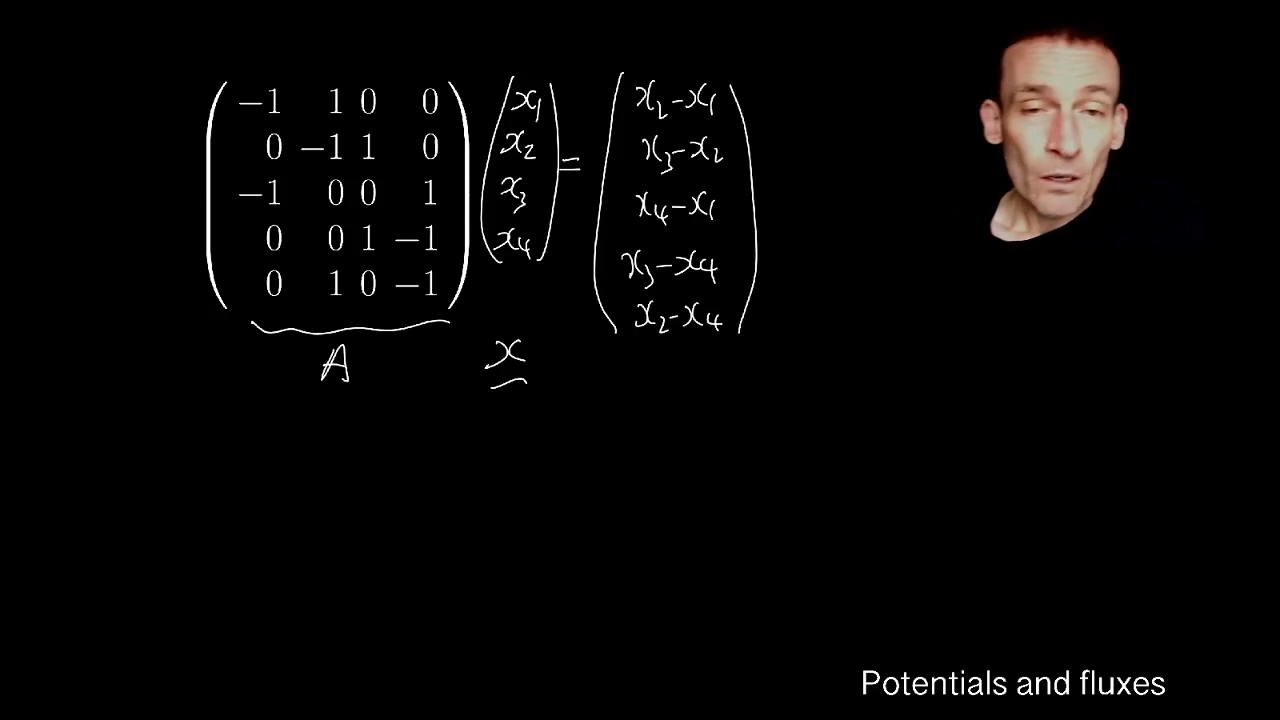 −1 1 0 0 x₁ x₂−x₁
0 −1 1 0 x₂ = x₃−x₂
−1 0 0 1 x₃ x₄−x₁
0 0 1 −1 x₄ x₃−x₄
0 1 0 −1 x₂−x₄
A x
Potentials and fluxes